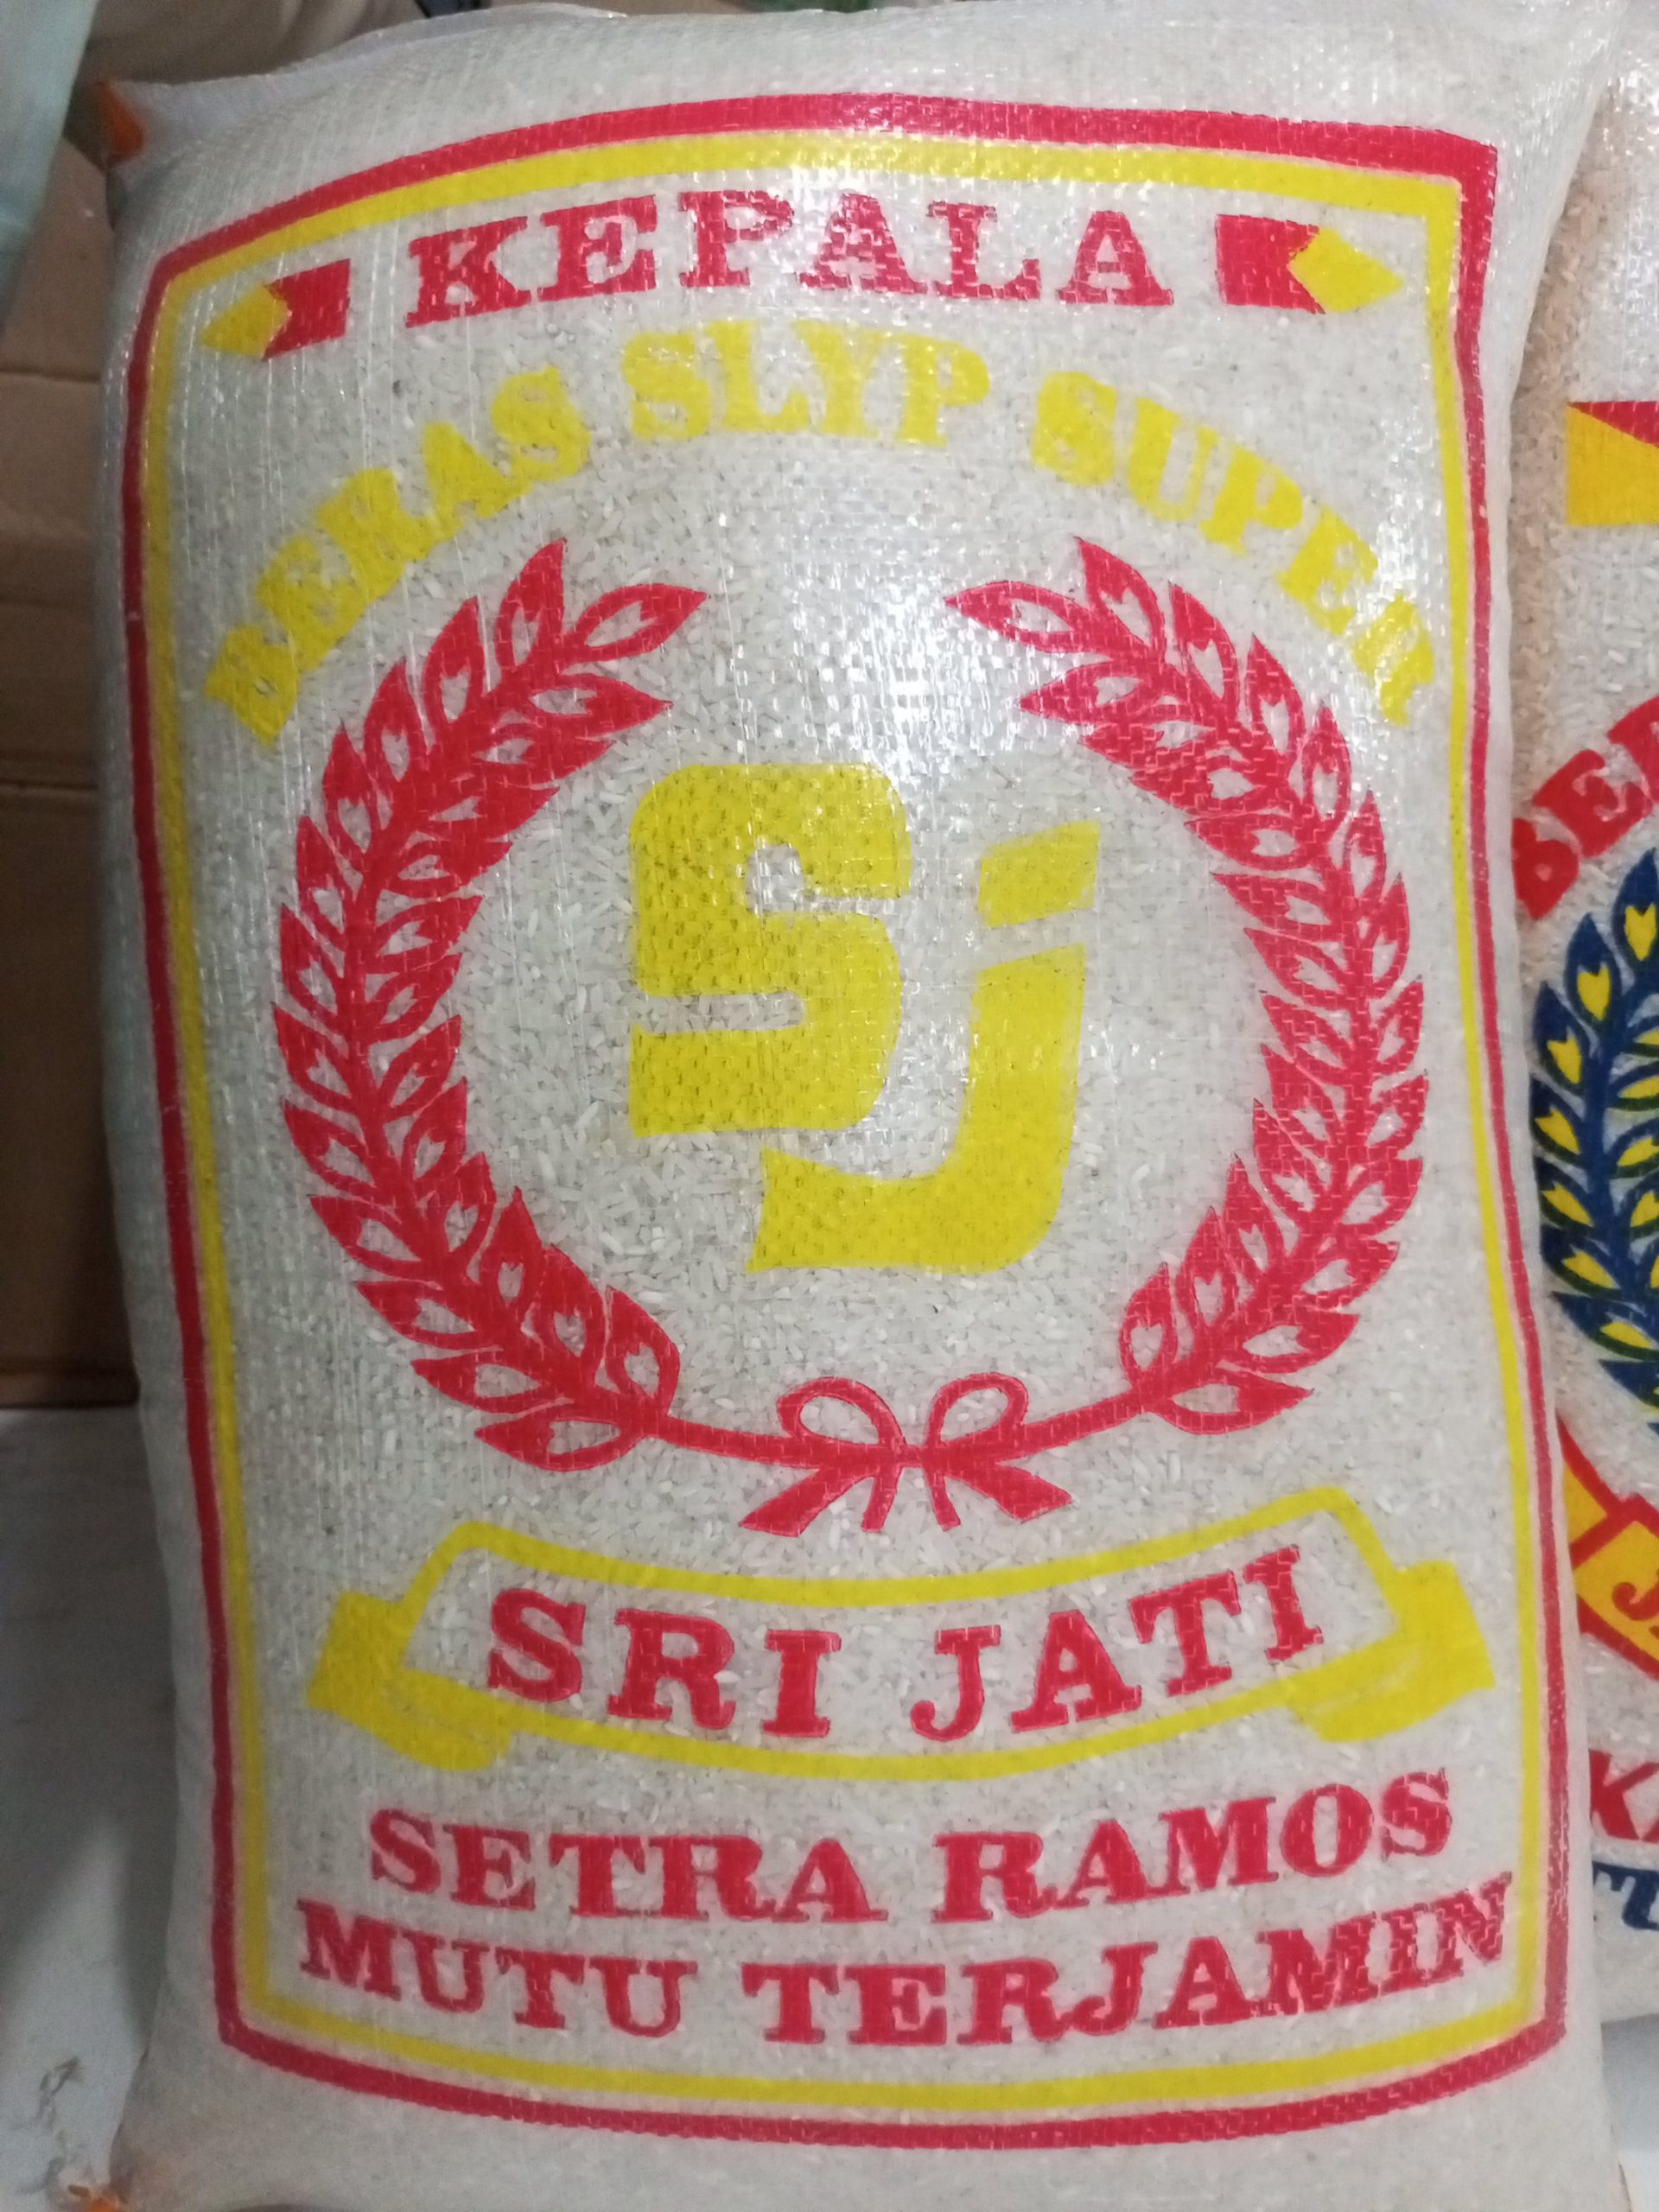 KEPALA
BERAS SLYP SUPER
Sj
SRI JATI
SETRA RAMOS
MUTU TERJAMIN